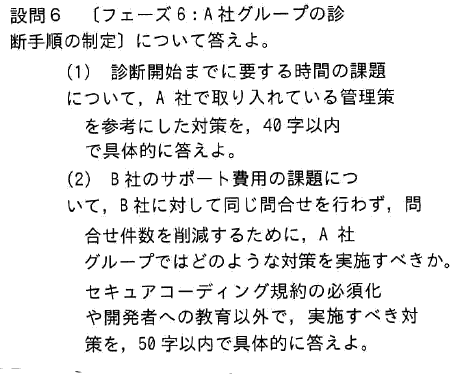 設問6 〔フェーズ6:A社グループの診
断手順の制定〕について答えよ。
(1) 診断開始までに要する時間の課題
について,A 社で取り入れている管理策
を参考にした対策を,40字以内
で具体的に答えよ。
(2) B社のサポート費用の課題につ
いて,B社に対して同じ問合せを行わず,問
合せ件数を削減するために,A 社
グループではどのような対策を実施すべきか。
セキュアコーディング規約の必須化
や開発者への教育以外で,実施すべき対
策を,50字以内で具体的に答えよ。